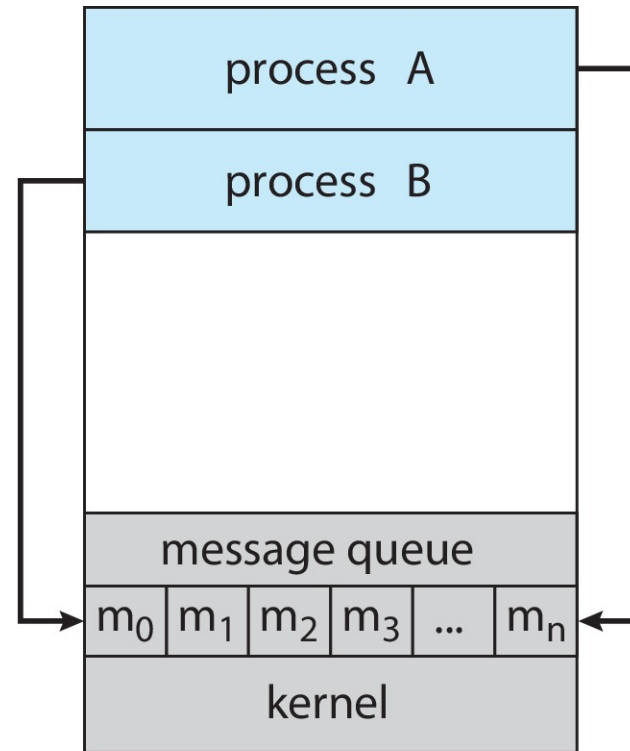 process A
process B
message queue
m₀ m₁ m₂ m₃ ... mₙ
kernel